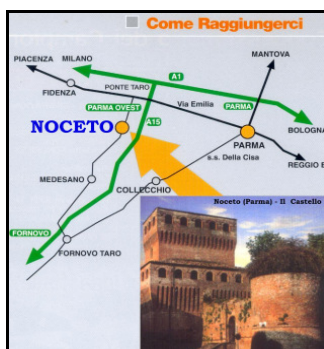 Come Raggiungerci
MANTOVA
PIACENZA
MILANO
A1
FIDENZA
PONTE TARO
PARMA OVEST
Via Emilia
PARMA
NOCETO
A15
BOLOGNA
PARMA
s.s. Della Cisa
REGGIO E
MEDESANO
COLLECCHIO
FORNOVO
FORNOVO TARO
Noceto (Parma) - Il Castello